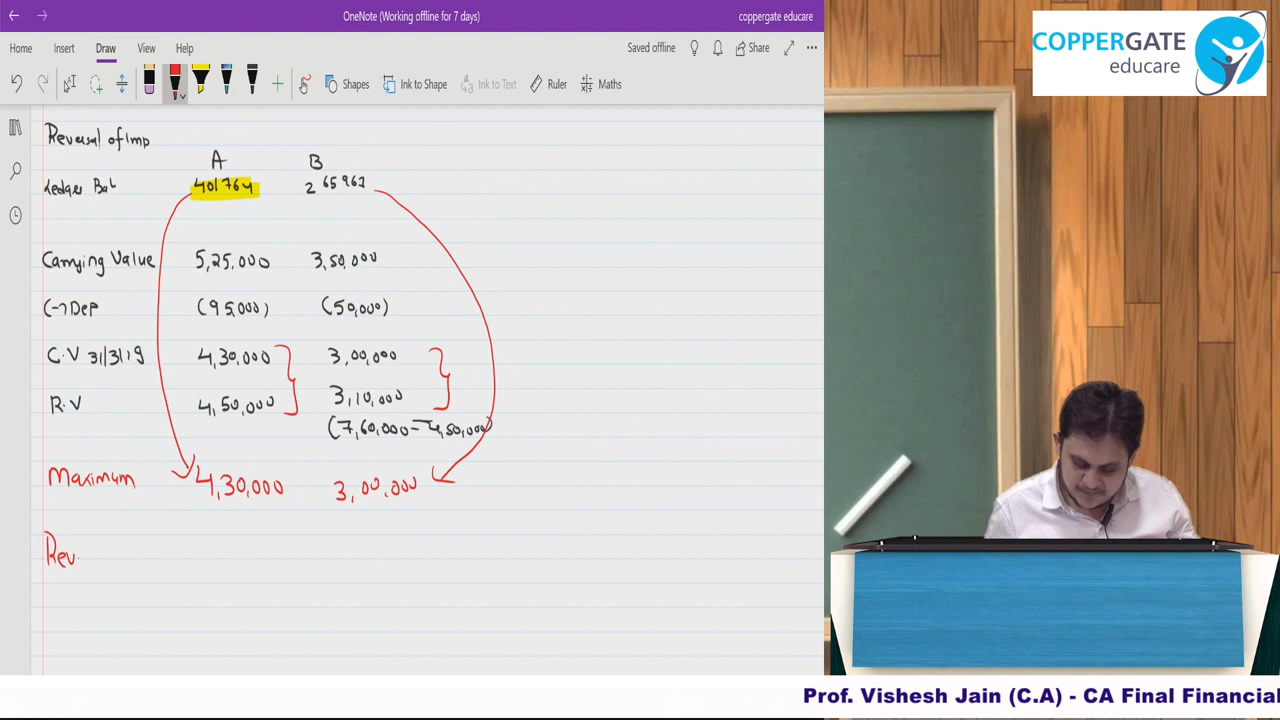 OneNote (Working offline for 7 days)
coppergate educare
Home Insert Draw View Help
Saved offline
Share
Shapes
Ink to Shape
Ink to Text
Ruler
Maths
COPPERGATE
educare
Reversal of Imp
A B
Ledger Bal 401764 265963
Carrying Value 5,25,000 3,50,000
(-) Dep (95,000) (50,000)
C.V 31/3/19 4,30,000 3,00,000
R.V 4,50,000 3,10,000
(7,60,000-4,50,000)
Maximum 4,30,000 3,00,000
Rev.
Prof. Vishesh Jain (C.A) - CA Final Financial